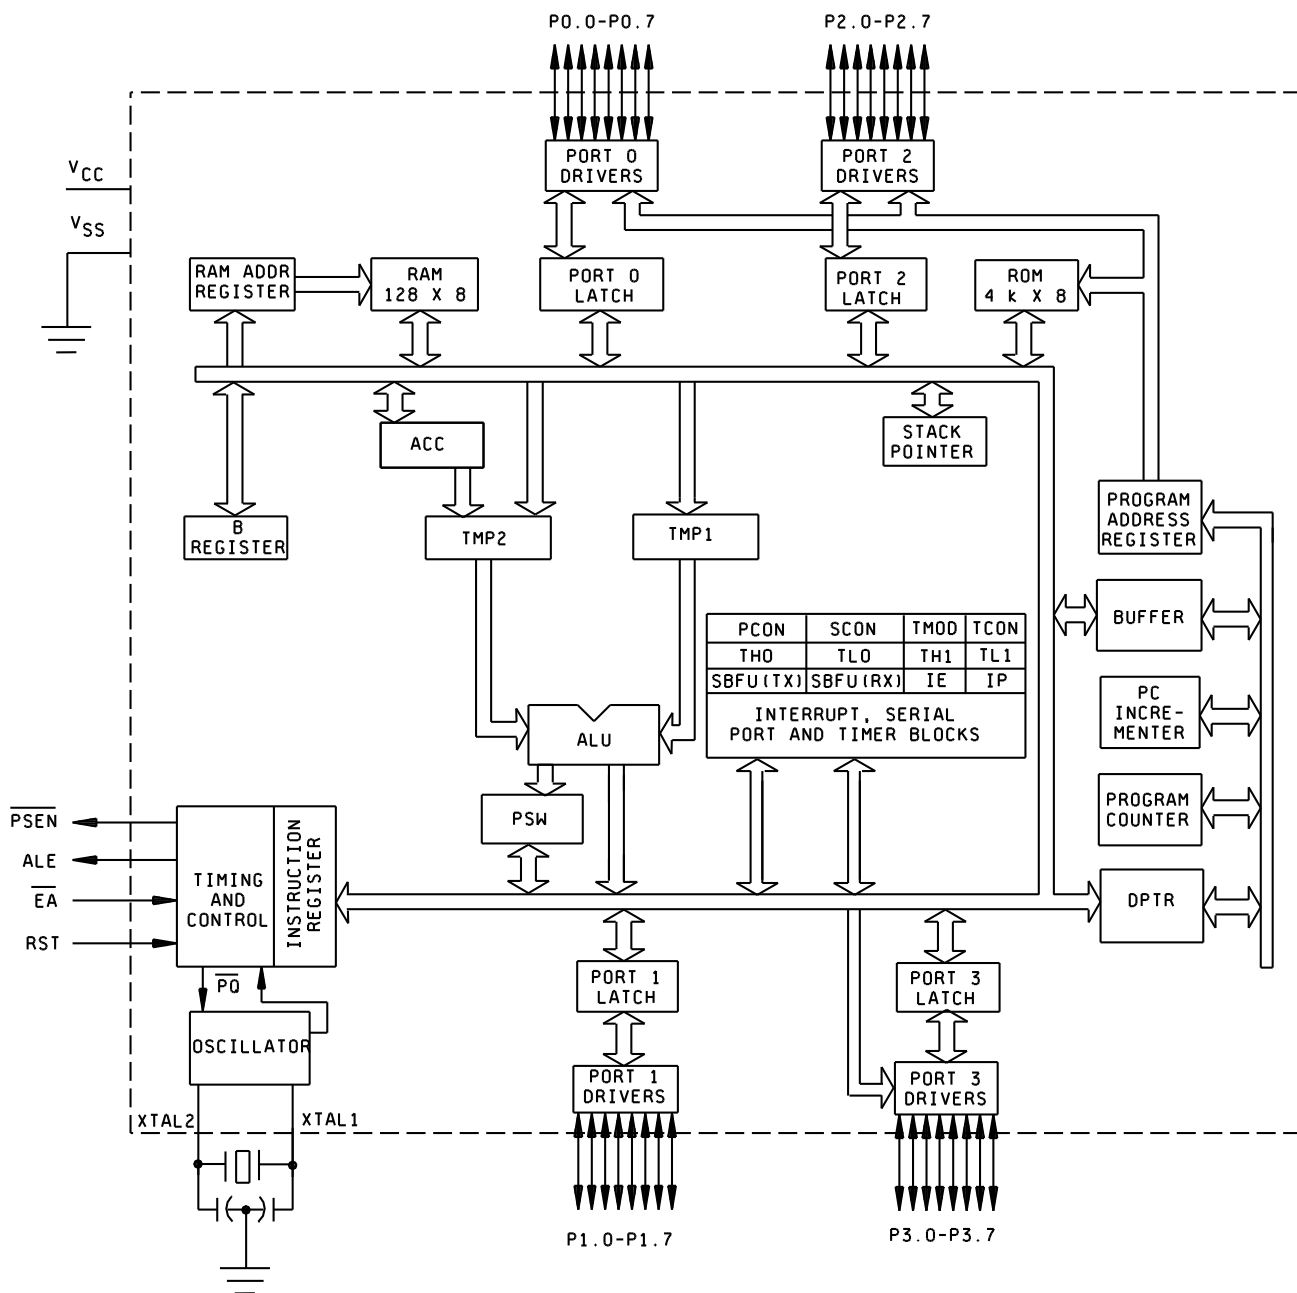 P0.0-P0.7
P2.0-P2.7
PORT 0
DRIVERS
PORT 2
DRIVERS
VCC
VSS
RAM ADDR
REGISTER
RAM
128 X 8
PORT 0
LATCH
PORT 2
LATCH
ROM
4 k X 8
ACC
STACK
POINTER
B
REGISTER
TMP2
TMP1
PROGRAM
ADDRESS
REGISTER
BUFFER
PCON SCON TMOD TCON
TH0 TL0 TH1 TL1
SBFU(TX) SBFU(RX) IE IP
INTERRUPT, SERIAL
PORT AND TIMER BLOCKS
PC
INCRE-
MENTER
ALU
PSW
PROGRAM
COUNTER
PSEN
ALE
EA
RST
TIMING
AND
CONTROL
INSTRUCTION
REGISTER
DPTR
PORT 1
LATCH
PORT 3
LATCH
PD
OSCILLATOR
PORT 1
DRIVERS
PORT 3
DRIVERS
XTAL2
XTAL1
P1.0-P1.7
P3.0-P3.7